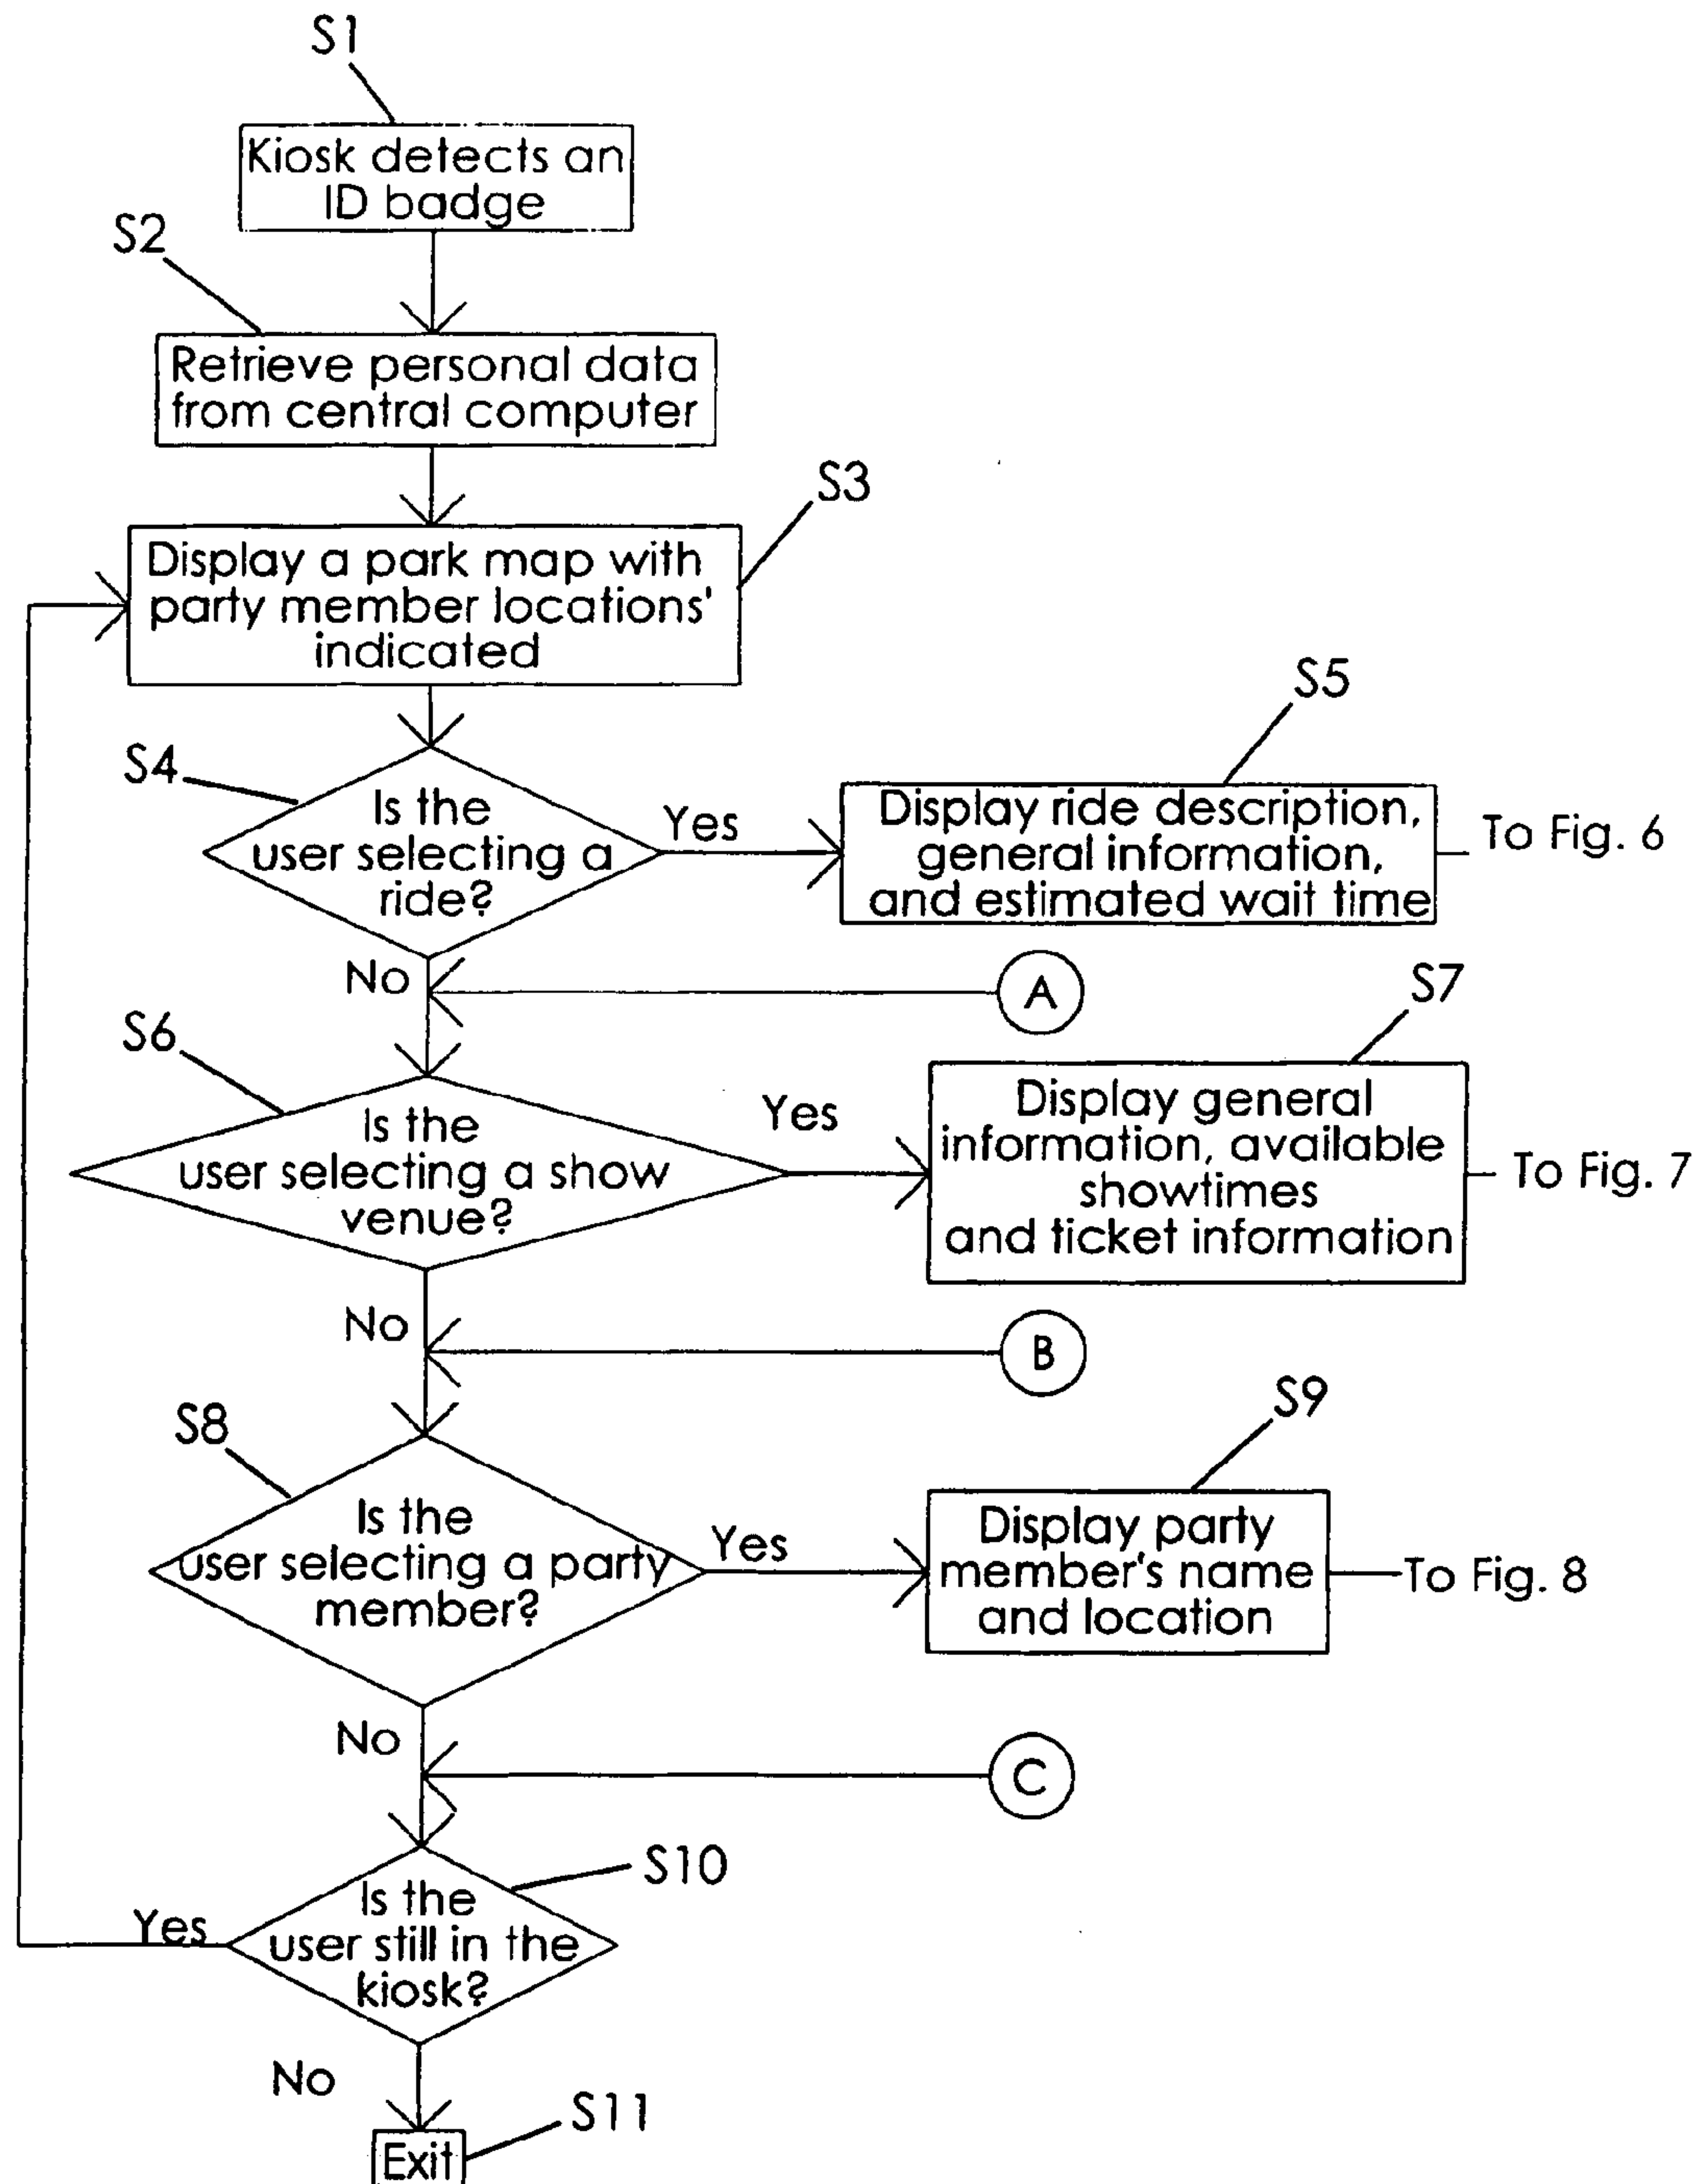 S1
Kiosk detects an
ID badge
S2
Retrieve personal data
from central computer
S3
Display a park map with
party member locations'
indicated
S4
Is the
user selecting a
ride?
Yes
S5
Display ride description,
general information,
and estimated wait time
To Fig. 6
No
A
S6
Is the
user selecting a show
venue?
Yes
S7
Display general
information, available
showtimes
and ticket information
To Fig. 7
No
B
S8
Is the
user selecting a party
member?
Yes
S9
Display party
member's name
and location
To Fig. 8
No
C
S10
Is the
user still in the
kiosk?
Yes
No
S11
Exit